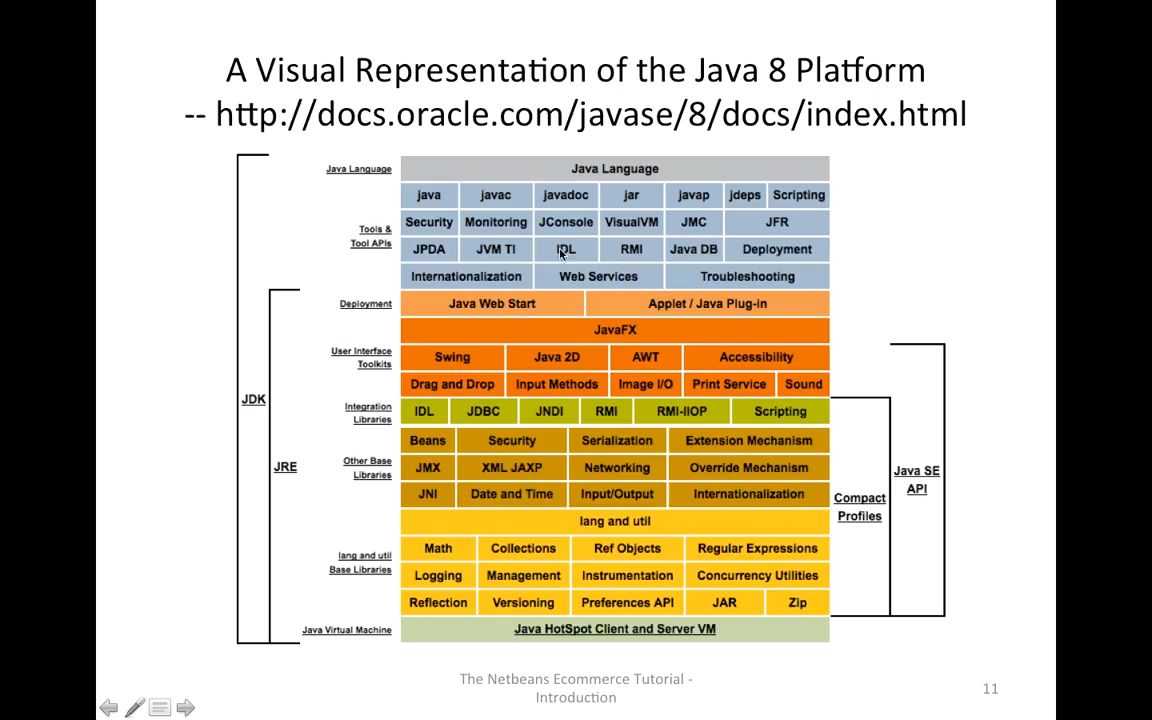 A Visual Representation of the Java 8 Platform
-- http://docs.oracle.com/javase/8/docs/index.html
Java Language
Java Language
java javac javadoc jar javap jdeps Scripting
Tools &
Tool APIs
Security Monitoring JConsole VisualVM JMC JFR
JPDA JVM TI IDL RMI Java DB Deployment
Internationalization Web Services Troubleshooting
Deployment
Java Web Start Applet / Java Plug-in
JavaFX
User Interface
Toolkits
Swing Java 2D AWT Accessibility
Drag and Drop Input Methods Image I/O Print Service Sound
Integration
Libraries
IDL JDBC JNDI RMI RMI-IIOP Scripting
JDK
JRE
Other Base
Libraries
Beans Security Serialization Extension Mechanism
JMX XML JAXP Networking Override Mechanism
JNI Date and Time Input/Output Internationalization
Java SE
API
Compact
Profiles
lang and util
lang and util
Base Libraries
Math Collections Ref Objects Regular Expressions
Logging Management Instrumentation Concurrency Utilities
Reflection Versioning Preferences API JAR Zip
Java Virtual Machine
Java HotSpot Client and Server VM
The Netbeans Ecommerce Tutorial -
Introduction
11